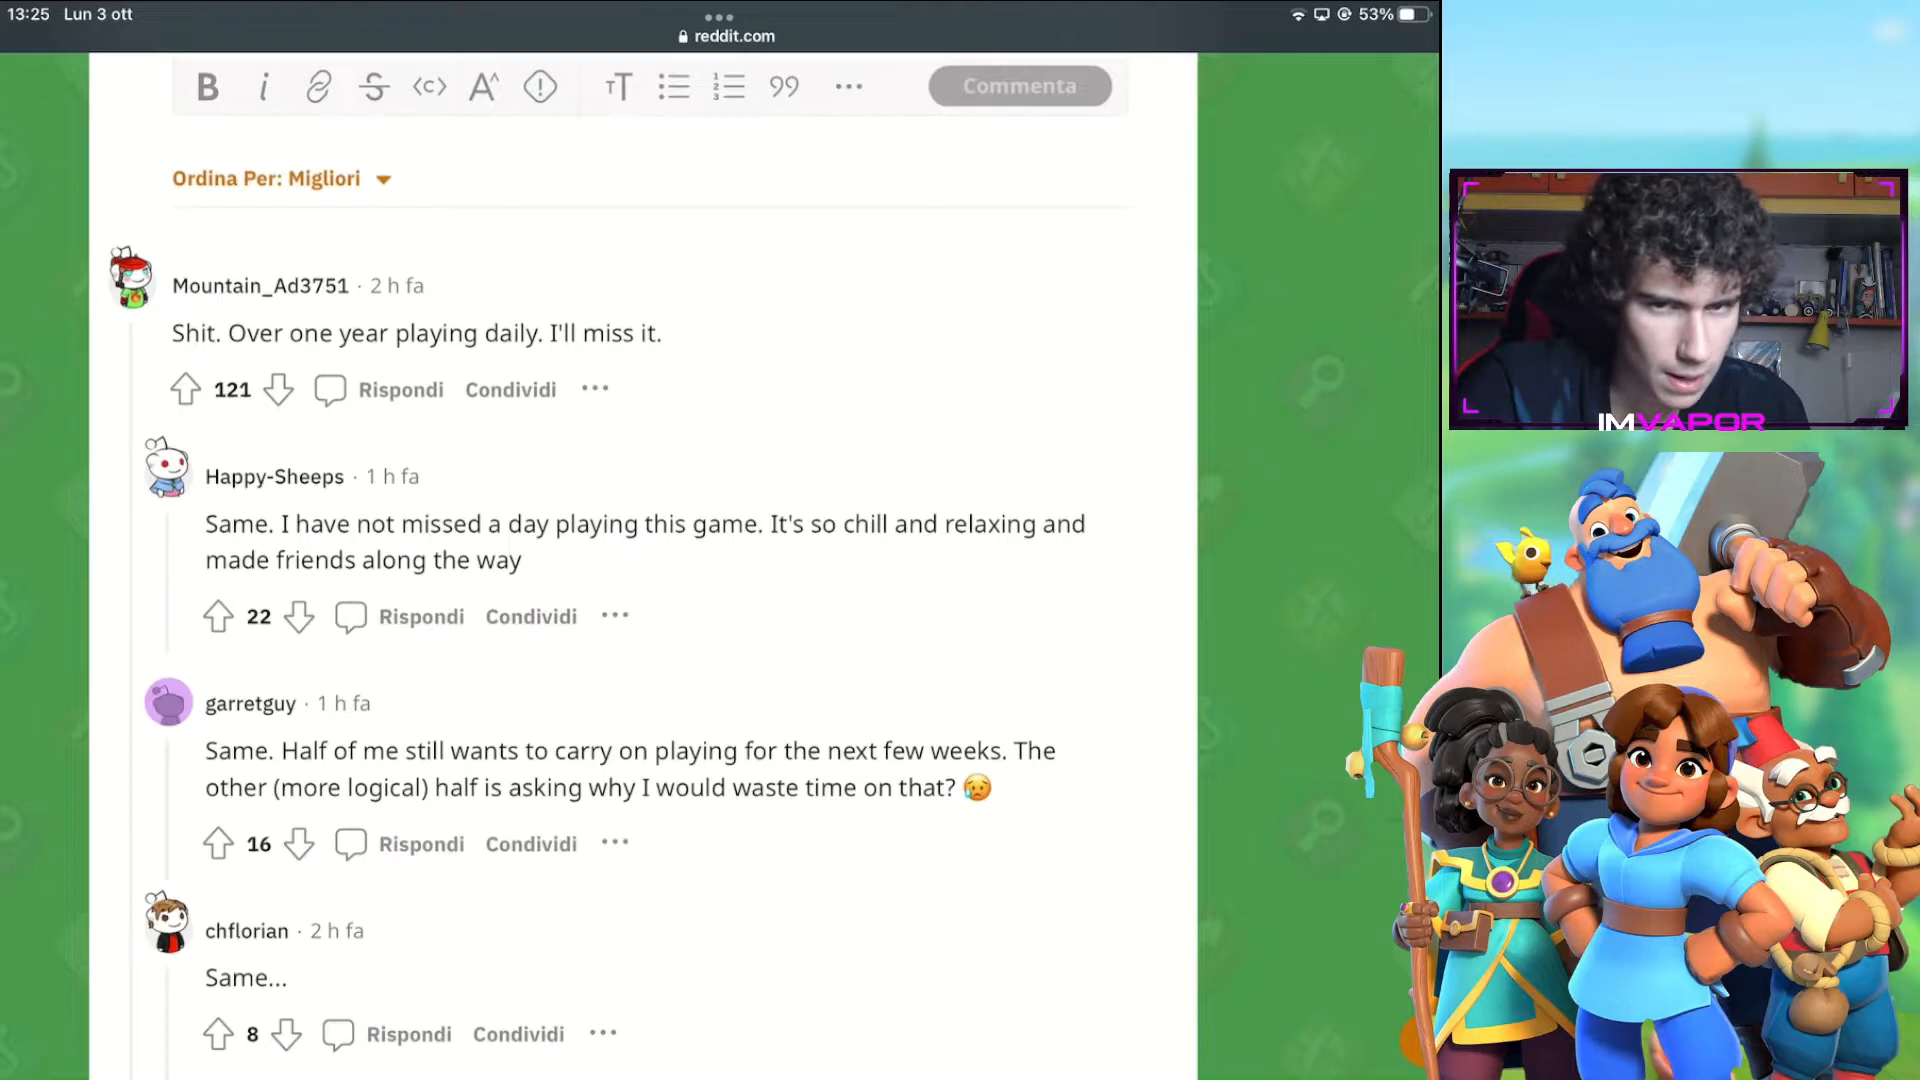 13:25 Lun 3 ott
53%
reddit.com
B i <c> A^ ! TT 99 Commenta
Ordina Per: Migliori
Mountain_Ad3751 · 2 h fa
Shit. Over one year playing daily. I'll miss it.
121 Rispondi Condividi ···
Happy-Sheeps · 1 h fa
Same. I have not missed a day playing this game. It's so chill and relaxing and
made friends along the way
22 Rispondi Condividi ···
garretguy · 1 h fa
Same. Half of me still wants to carry on playing for the next few weeks. The
other (more logical) half is asking why I would waste time on that? 😥
16 Rispondi Condividi ···
chflorian · 2 h fa
Same...
8 Rispondi Condividi ···
IMVAPOR